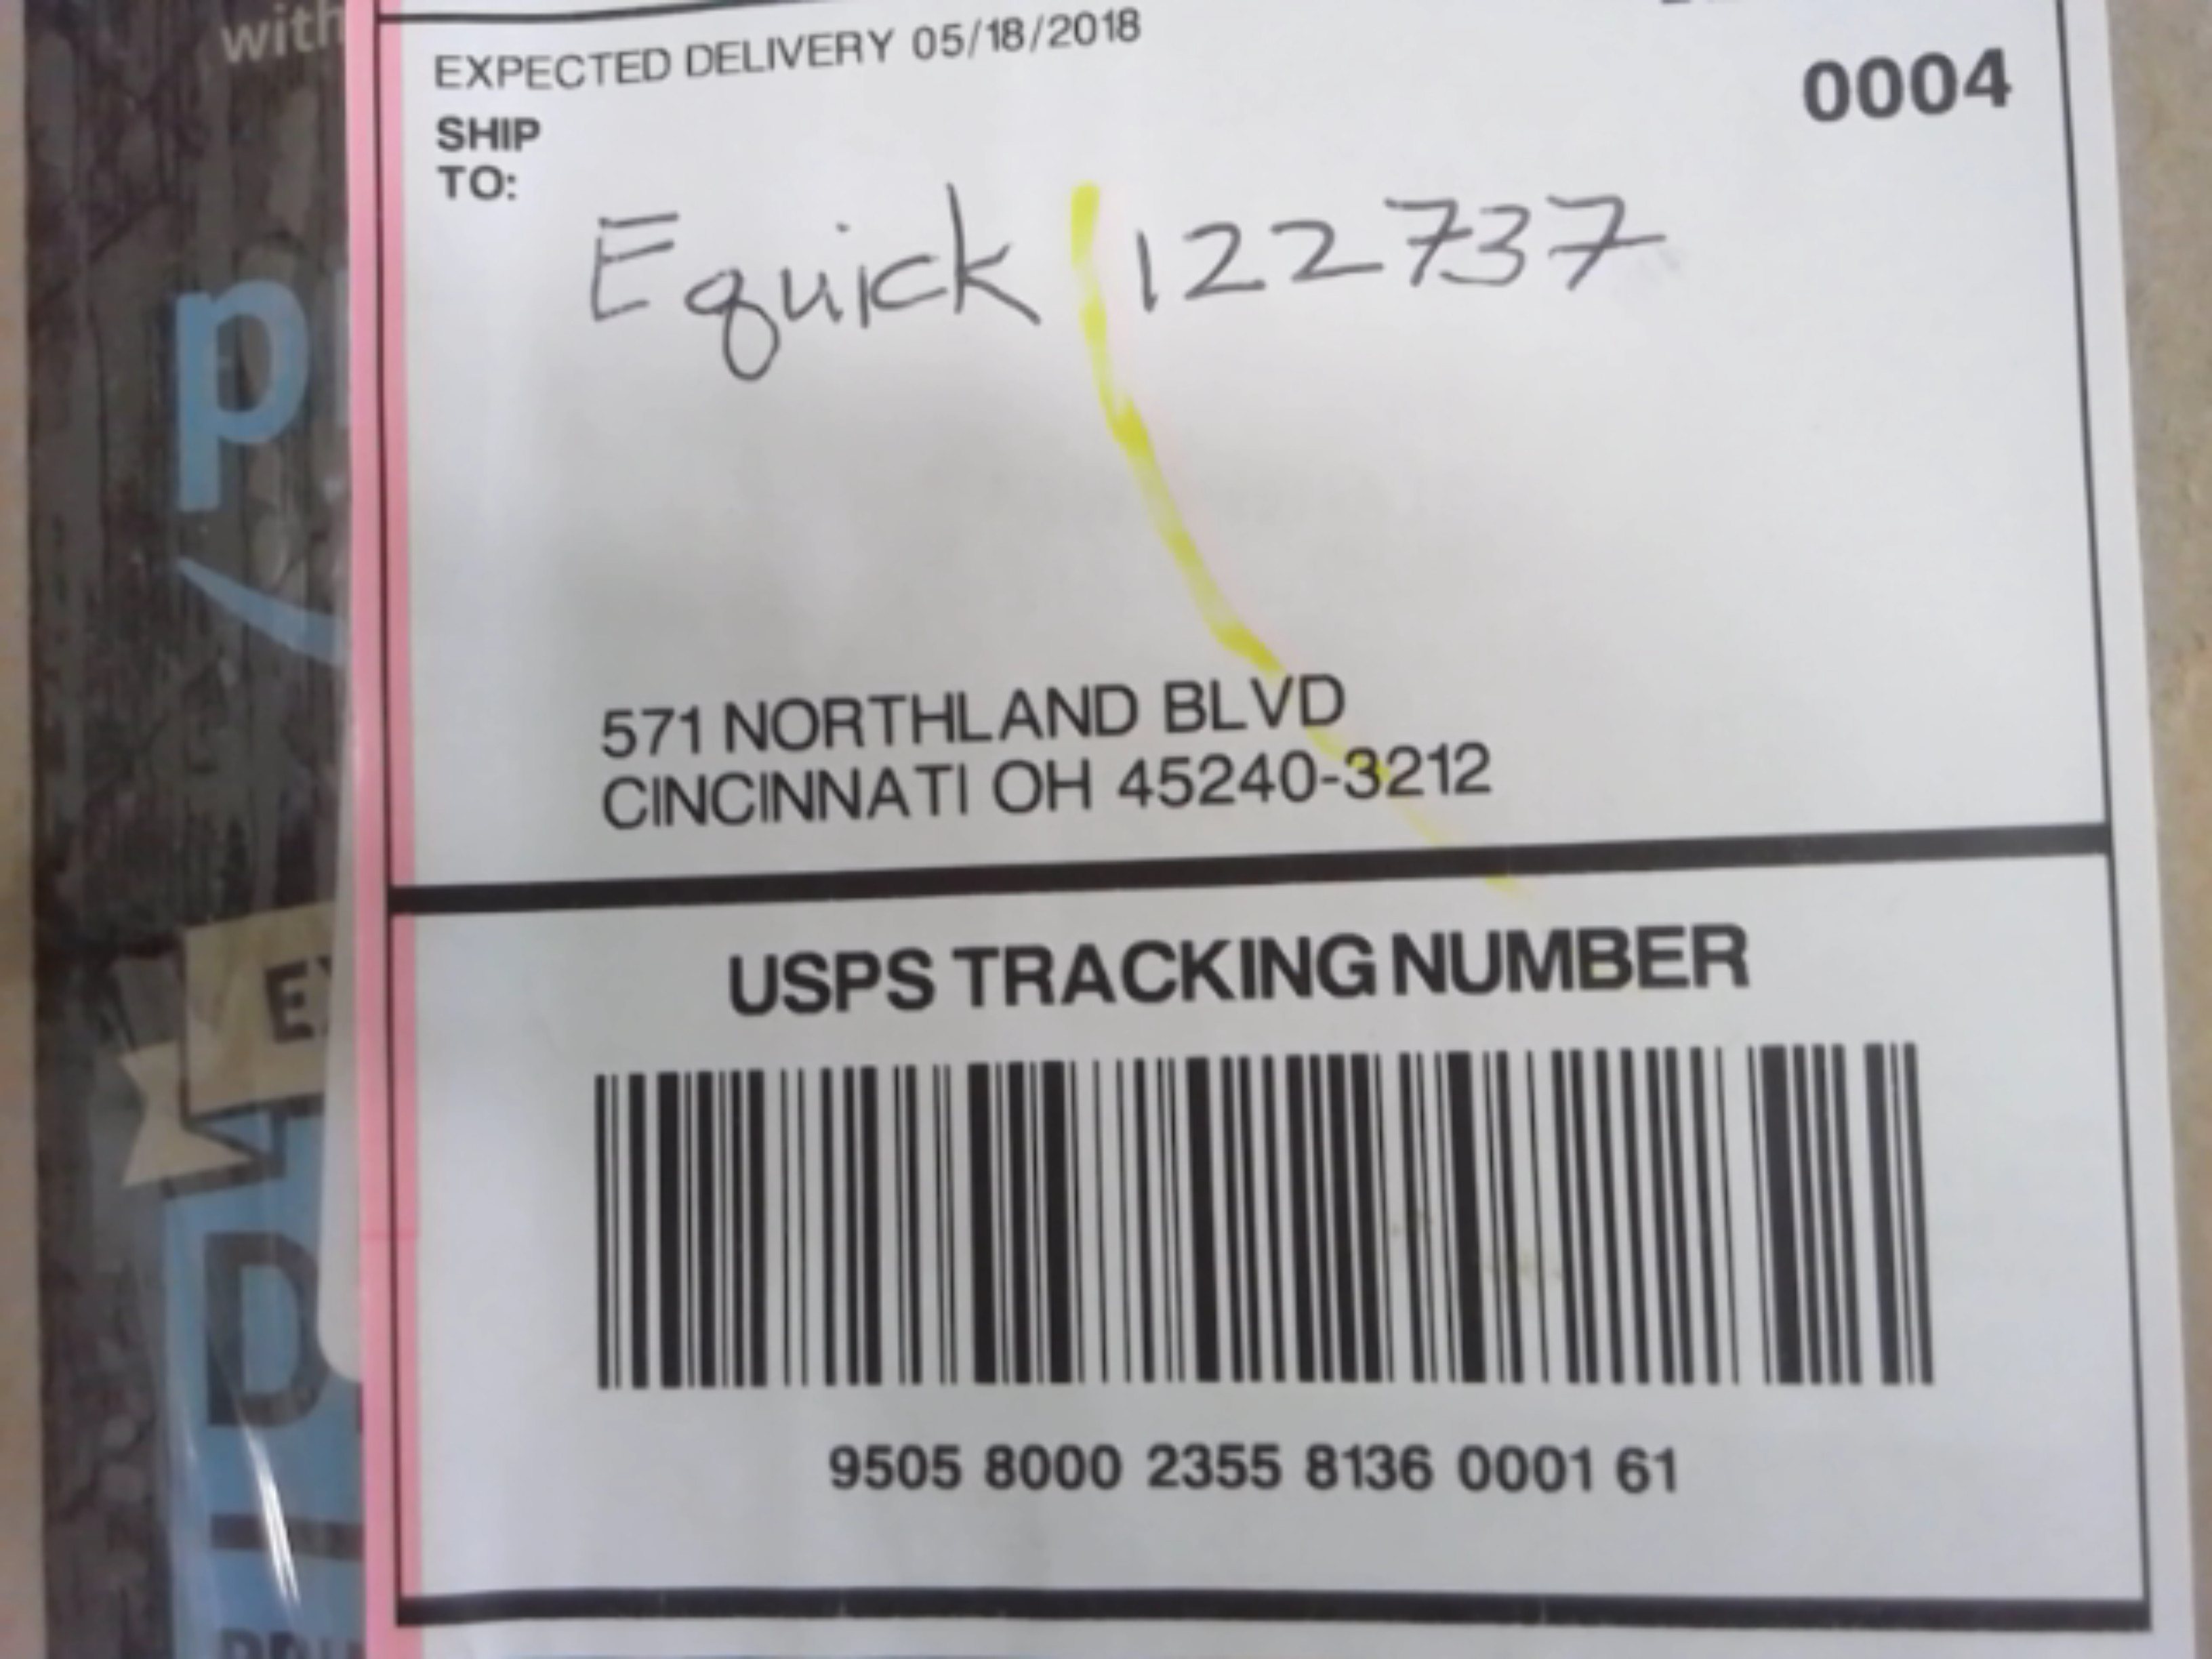 with
EXPECTED DELIVERY 05/18/2018
0004
SHIP
TO:
Equick 122737
571 NORTHLAND BLVD
CINCINNATI OH 45240-3212
USPS TRACKING NUMBER
9505 8000 2355 8136 0001 61